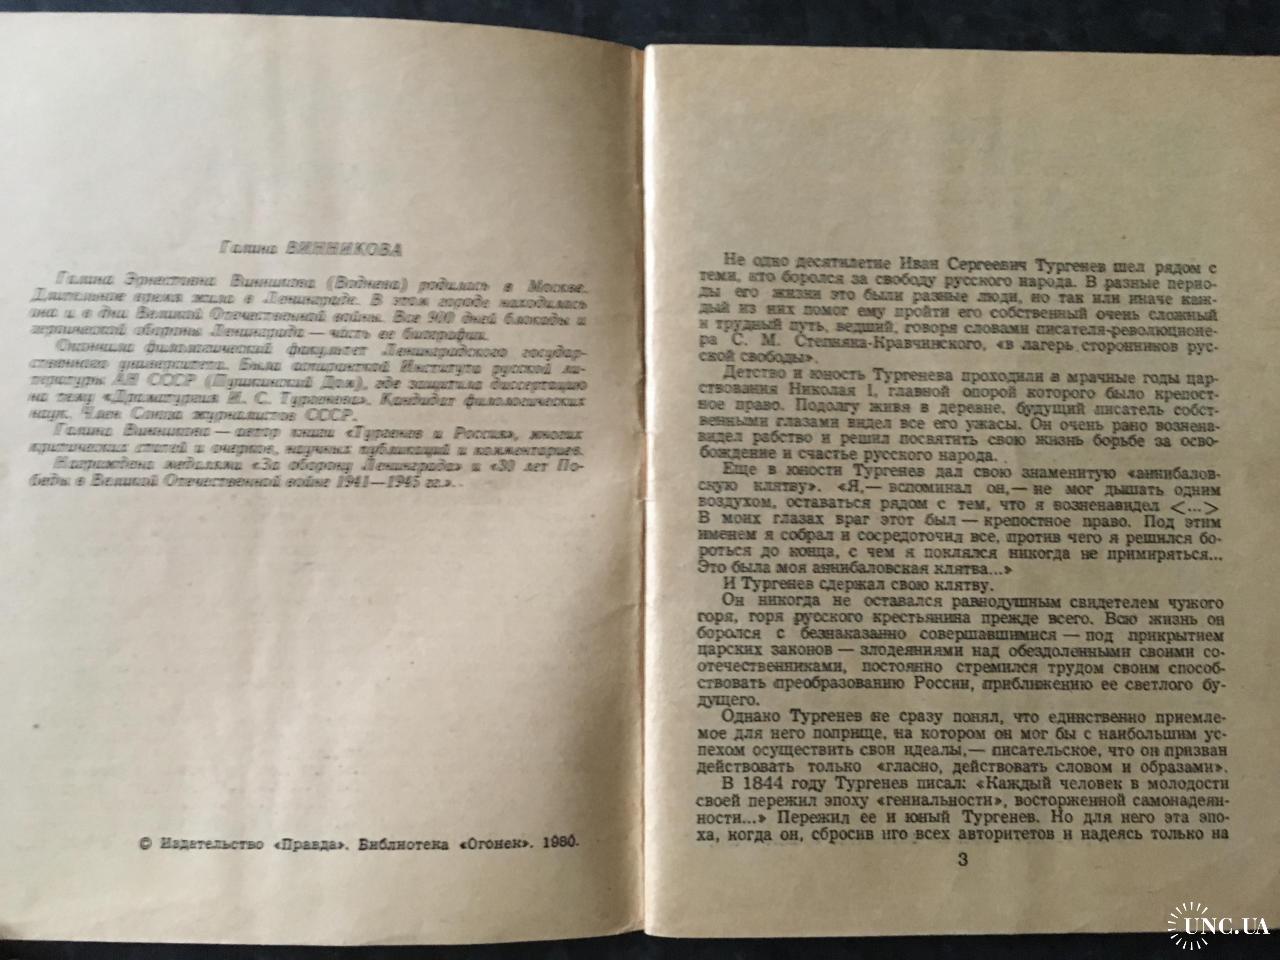 Галина ВИННИКОВА
Галина Эрнестовна Винникова (Воднева) родилась в Москве.
Длительное время жила в Ленинграде. В этом городе находилась
она и в дни Великой Отечественной войны. Все 900 дней блокады и
героической обороны Ленинграда — часть ее биографии.
Окончила филологический факультет Ленинградского государ-
ственного университета. Была аспиранткой Института русской ли-
тературы АН СССР (Пушкинский Дом), где защитила диссертацию
на тему «Драматургия И. С. Тургенева». Кандидат филологических
наук. Член Союза журналистов СССР.
Галина Винникова — автор книги «Тургенев и Россия», многих
критических статей и очерков, научных публикаций и комментариев.
Награждена медалями «За оборону Ленинграда» и «30 лет По-
беды в Великой Отечественной войне 1941—1945 гг.».
© Издательство «Правда». Библиотека «Огонек». 1980.
Не одно десятилетие Иван Сергеевич Тургенев шел рядом с
теми, кто боролся за свободу русского народа. В разные перио-
ды его жизни это были разные люди, но так или иначе каж-
дый из них помог ему пройти его собственный очень сложный
и трудный путь, ведший, говоря словами писателя-революционе-
ра С. М. Степняка-Кравчинского, «в лагерь сторонников рус-
ской свободы».
Детство и юность Тургенева проходили в мрачные годы цар-
ствования Николая I, главной опорой которого было крепост-
ное право. Подолгу живя в деревне, будущий писатель собст-
венными глазами видел все его ужасы. Он очень рано вознена-
видел рабство и решил посвятить свою жизнь борьбе за осво-
бождение и счастье русского народа.
Еще в юности Тургенев дал свою знаменитую «аннибалов-
скую клятву». «Я,— вспоминал он,— не мог дышать одним
воздухом, оставаться рядом с тем, что я возненавидел <...>
В моих глазах враг этот был — крепостное право. Под этим
именем я собрал и сосредоточил все, против чего я решился бо-
роться до конца, с чем я поклялся никогда не примиряться...
Это была моя аннибаловская клятва...»
И Тургенев сдержал свою клятву.
Он никогда не оставался равнодушным свидетелем чужого
горя, горя русского крестьянина прежде всего. Всю жизнь он
боролся с безнаказанно совершавшимися — под прикрытием
царских законов — злодеяниями над обездоленными своими со-
отечественниками, постоянно стремился трудом своим способ-
ствовать преобразованию России, приближению ее светлого бу-
дущего.
Однако Тургенев не сразу понял, что единственно приемле-
мое для него поприще, на котором он мог бы с наибольшим ус-
пехом осуществить свои идеалы,— писательское, что он призван
действовать только «гласно, действовать словом и образами».
В 1844 году Тургенев писал: «Каждый человек в молодости
своей пережил эпоху «гениальности», восторженной самонадеян-
ности...» Пережил ее и юный Тургенев. Но для него эта эпо-
ха, когда он, сбросив иго всех авторитетов и надеясь только на
3
UNC.UA